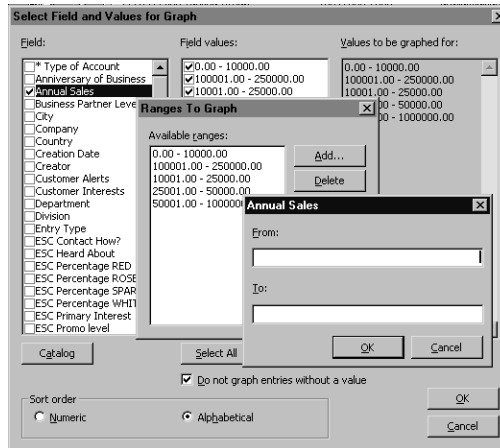 Select Field and Values for Graph
Field:
Field values:
Values to be graphed for:
* Type of Account
Anniversary of Business
Annual Sales
Business Partner Leve
City
Company
Country
Creation Date
Creator
Customer Alerts
Customer Interests
Department
Division
Entry Type
ESC Contact How?
ESC Heard About
ESC Percentage RED
ESC Percentage ROSE
ESC Percentage SPAR
ESC Percentage WHIT
ESC Primary Interest
ESC Promo level
0.00 - 10000.00
100001.00 - 250000.00
10001.00 - 25000.00
0.00 - 10000.00
100001.00 - 250000.00
10001.00 - 25000.00
- 50000.00
- 1000000.00
Ranges To Graph
Available ranges:
0.00 - 10000.00
100001.00 - 250000.00
10001.00 - 25000.00
25001.00 - 50000.00
50001.00 - 1000000
Add...
Delete
Annual Sales
From:
To:
OK
Cancel
Catalog
Select All
Do not graph entries without a value
Sort order
Numeric
Alphabetical
OK
Cancel